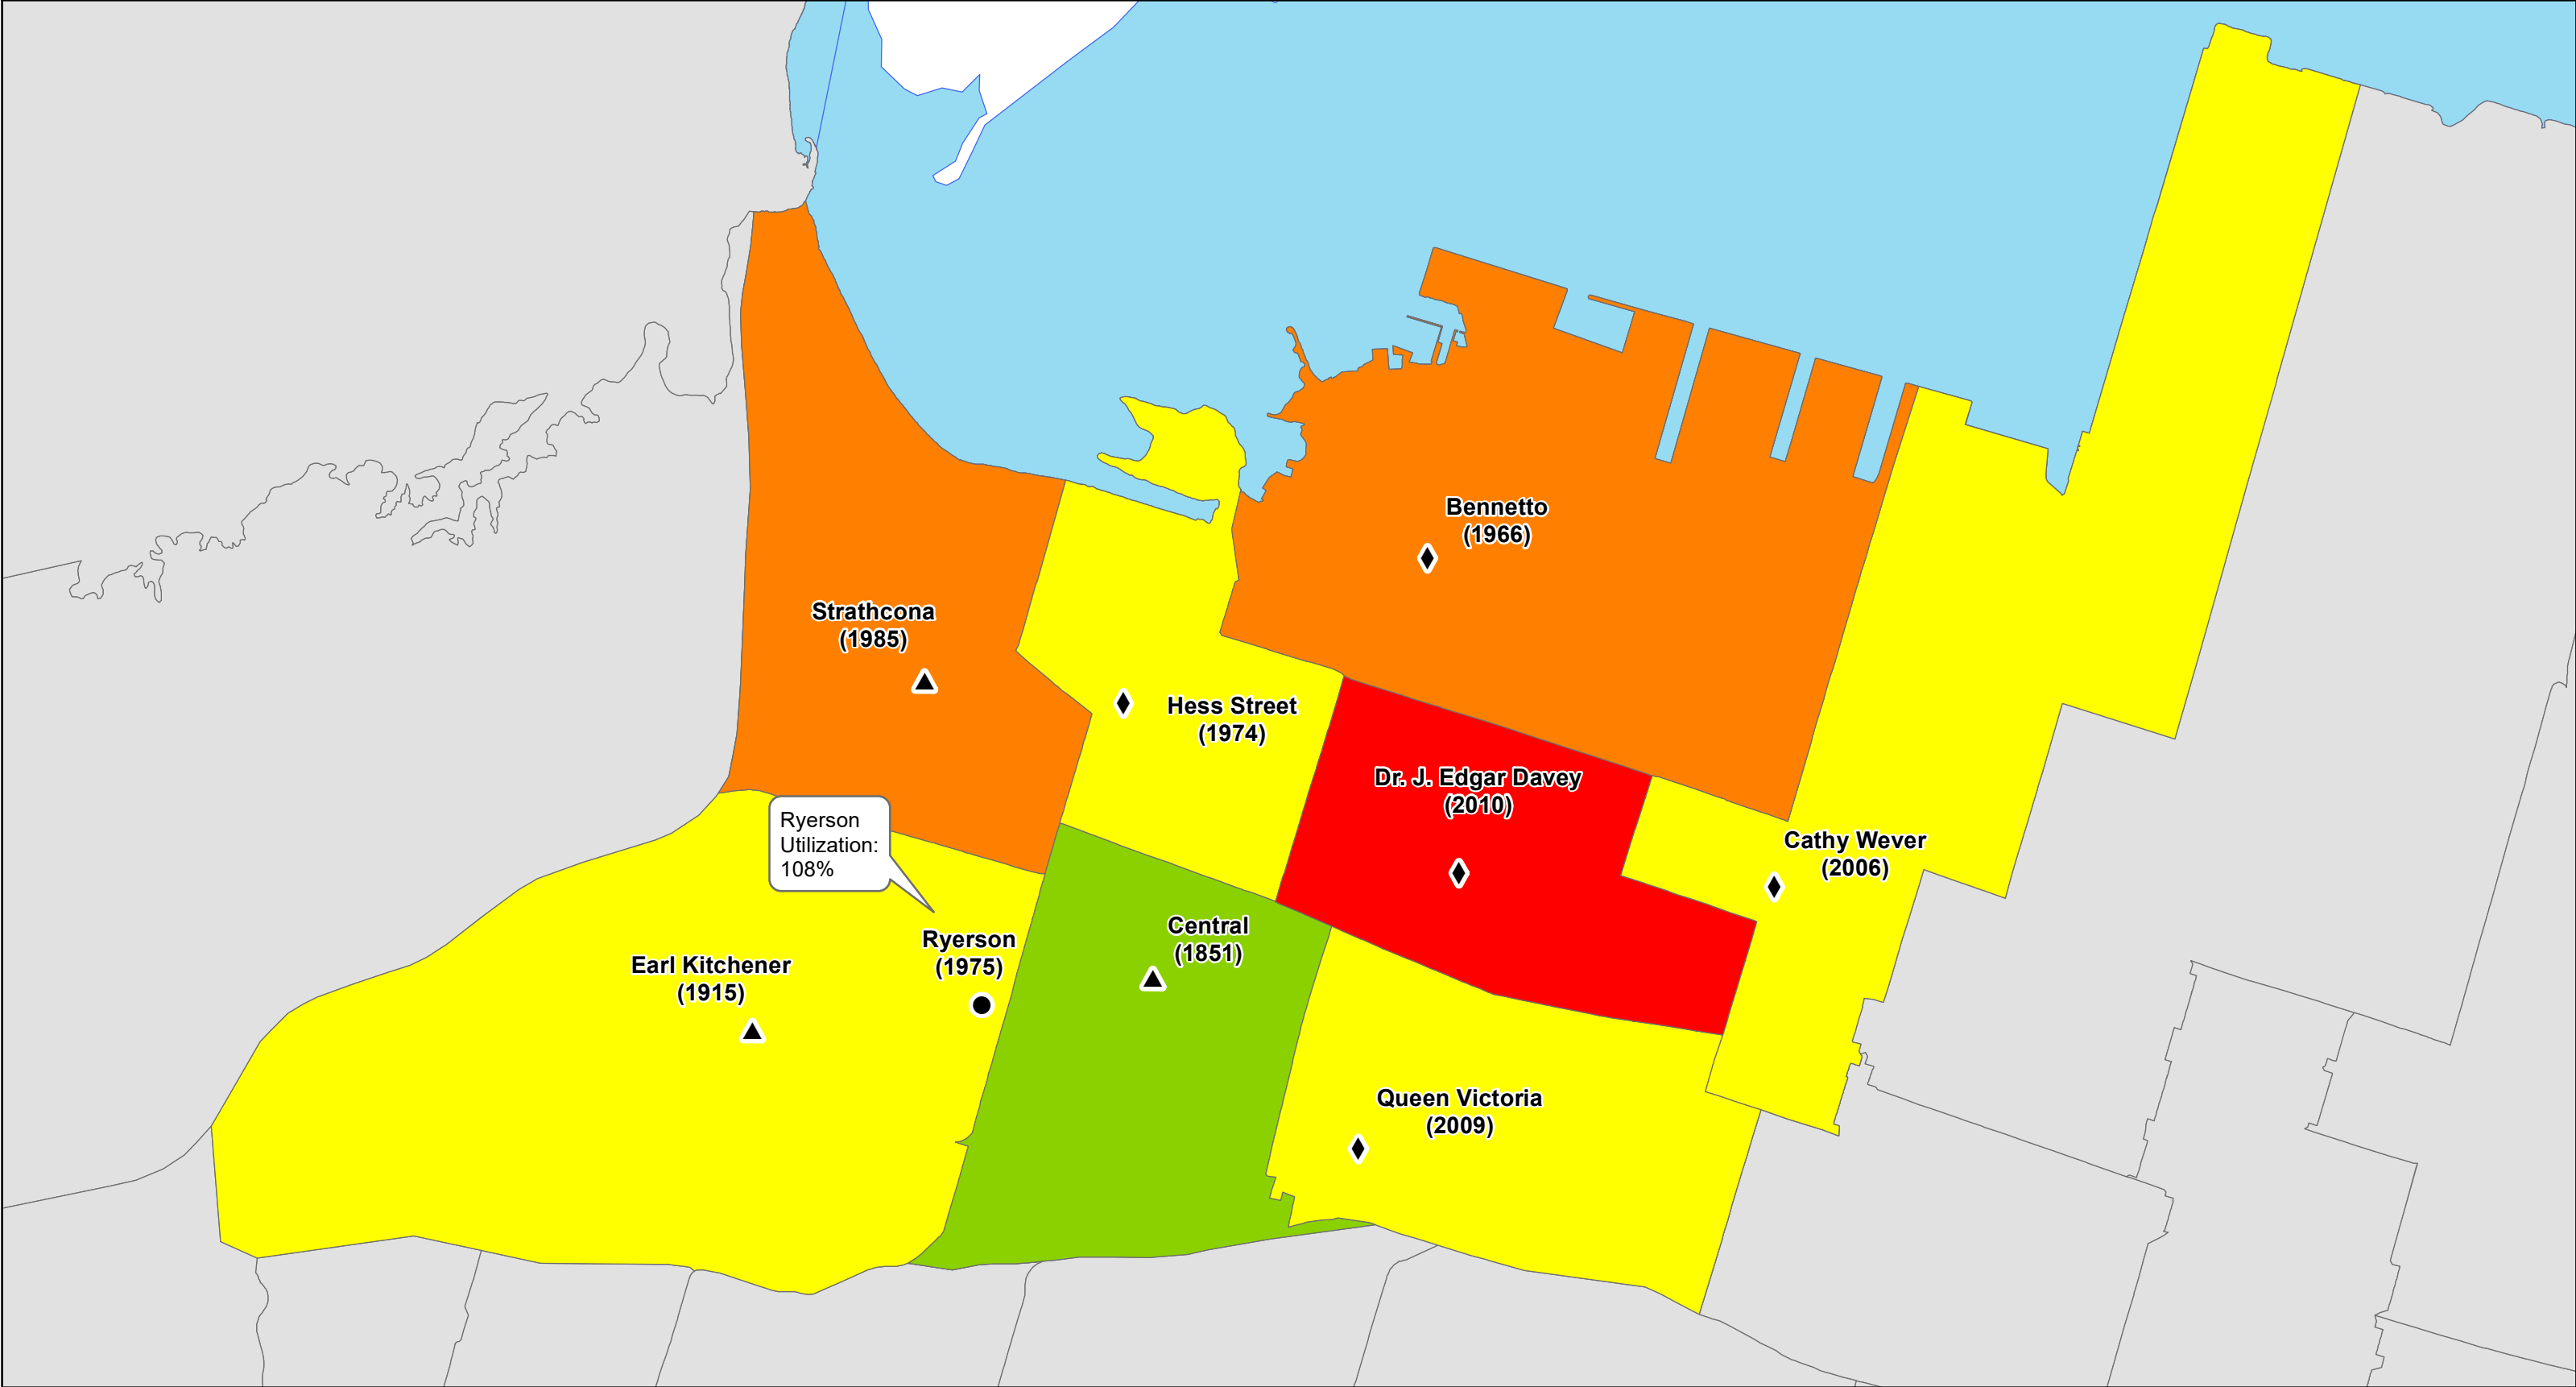 Bennetto
(1966)
Strathcona
(1985)
Hess Street
(1974)
Dr. J. Edgar Davey
(2010)
Cathy Wever
(2006)
Ryerson
Utilization:
108%
Central
(1851)
Ryerson
(1975)
Earl Kitchener
(1915)
Queen Victoria
(2009)